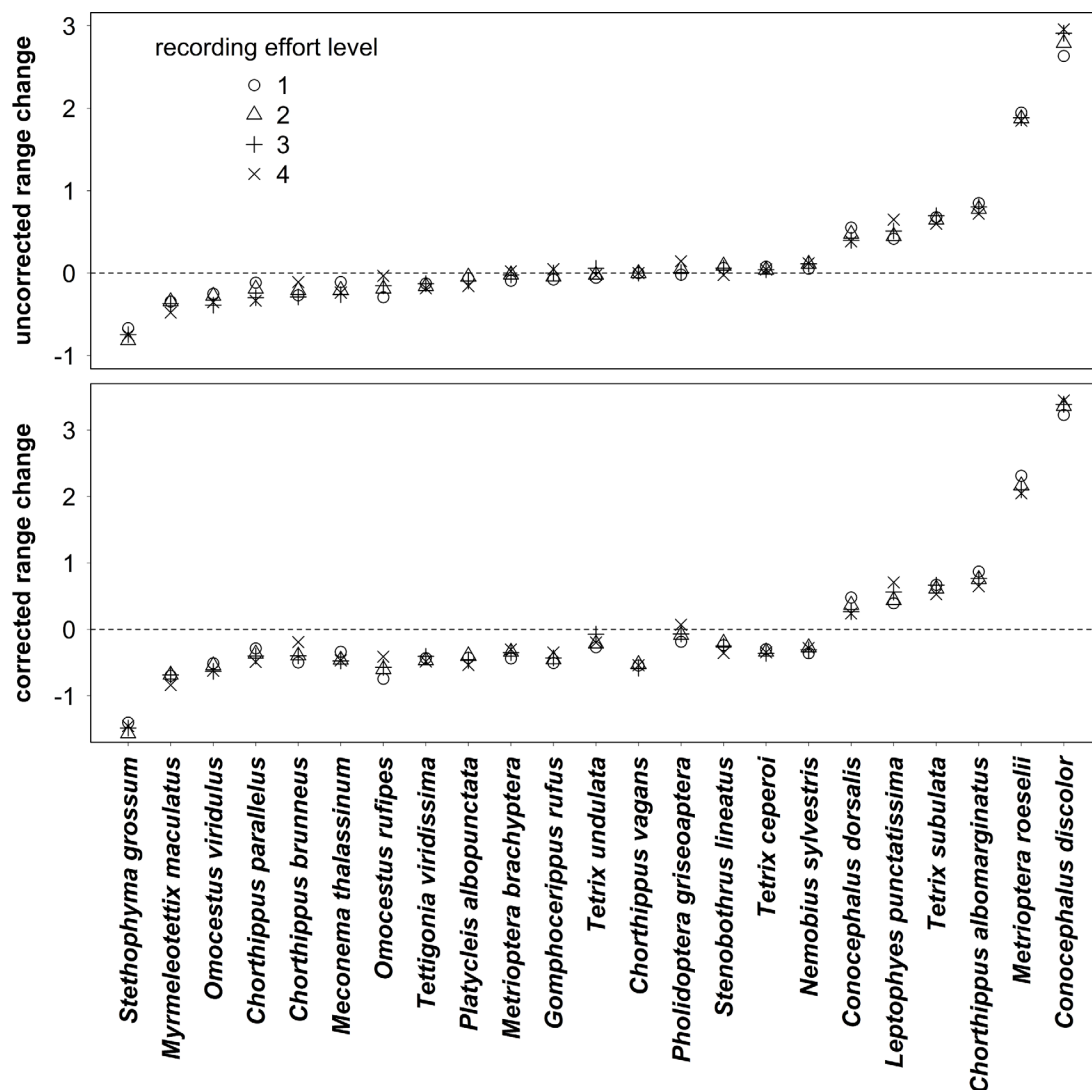 uncorrected range change
3
2
1
0
-1
recording effort level
1
2
3
4
corrected range change
3
2
1
0
-1
Stethophyma grossum
Myrmeleotettix maculatus
Omocestus viridulus
Chorthippus parallelus
Chorthippus brunneus
Meconema thalassinum
Omocestus rufipes
Tettigonia viridissima
Platycleis albopunctata
Metrioptera brachyptera
Gomphocerippus rufus
Tetrix undulata
Chorthippus vagans
Pholidoptera griseoaptera
Stenobothrus lineatus
Tetrix ceperoi
Nemobius sylvestris
Conocephalus dorsalis
Leptophyes punctatissima
Tetrix subulata
Chorthippus albomarginatus
Metrioptera roeselii
Conocephalus discolor